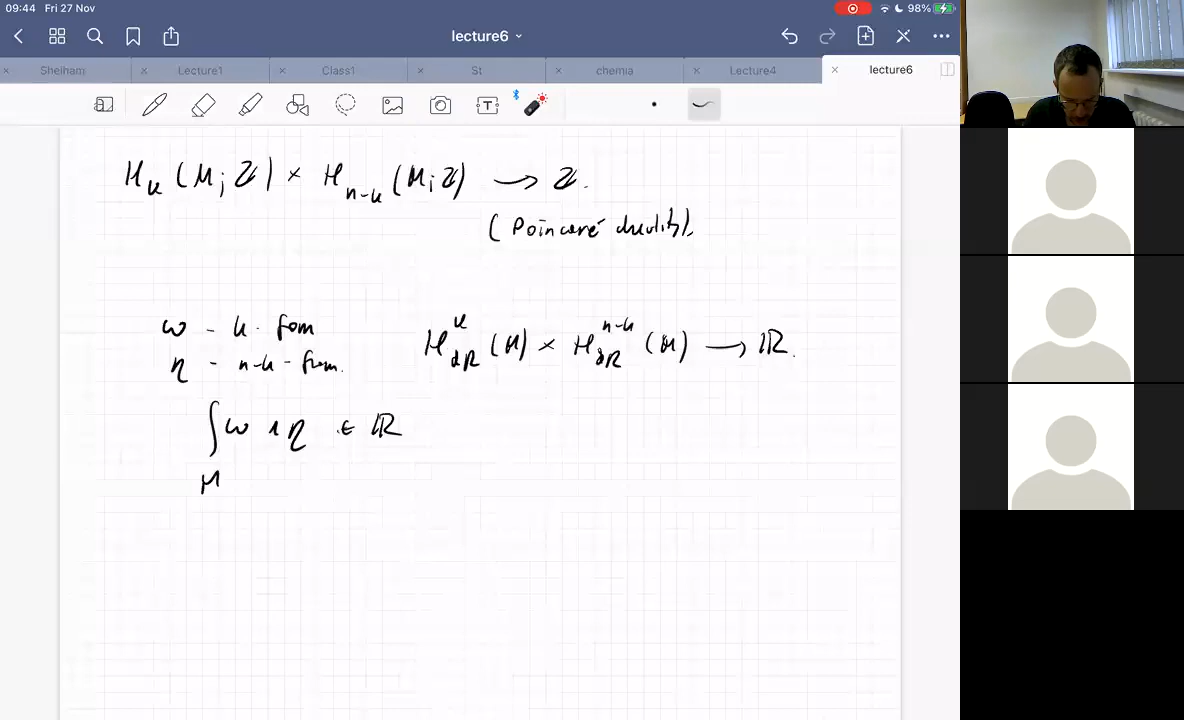 09:44 Fri 27 Nov
98%
lecture6
Shelham
Lecture1
Class1
St
chemia
Lecture4
lecture6
T
H_k (M; ℤ) × H_{n-k} (M; ℤ) → ℤ.
(Poincaré duality).
ω - k - form
η - n-k - form.
H^k_{dR} (M) × H^{n-k}_{dR} (M) → ℝ.
∫_M ω ∧ η ∈ ℝ